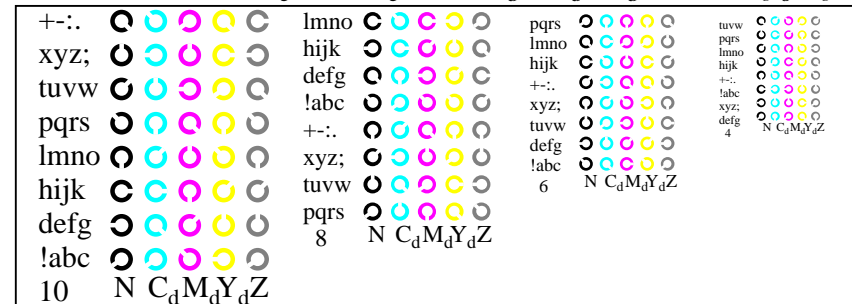 +-:.
xyz;
tuvw
pqrs
lmno
hijk
defg
!abc
10 N CdMdYdZ
lmno
hijk
defg
!abc
+-:.
xyz;
tuvw
pqrs
8 N CdMdYdZ
pqrs
lmno
hijk
+-:.
xyz;
tuvw
defg
!abc
6 N CdMdYdZ
tuvw
pqrs
lmno
hijk
+-:.
!abc
xyz;
defg
4 N CdMdYdZ